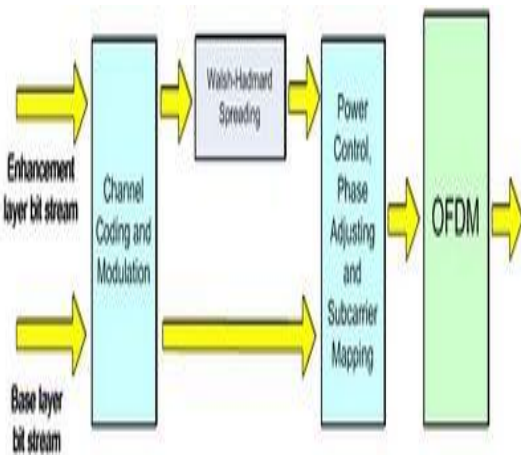 Enhancement
layer bit stream
Base layer
bit stream
Channel
Coding and
Modulation
Walsh-Hadmard
Spreading
Power
Control,
Phase
Adjusting
and
Subcarrier
Mapping
OFDM